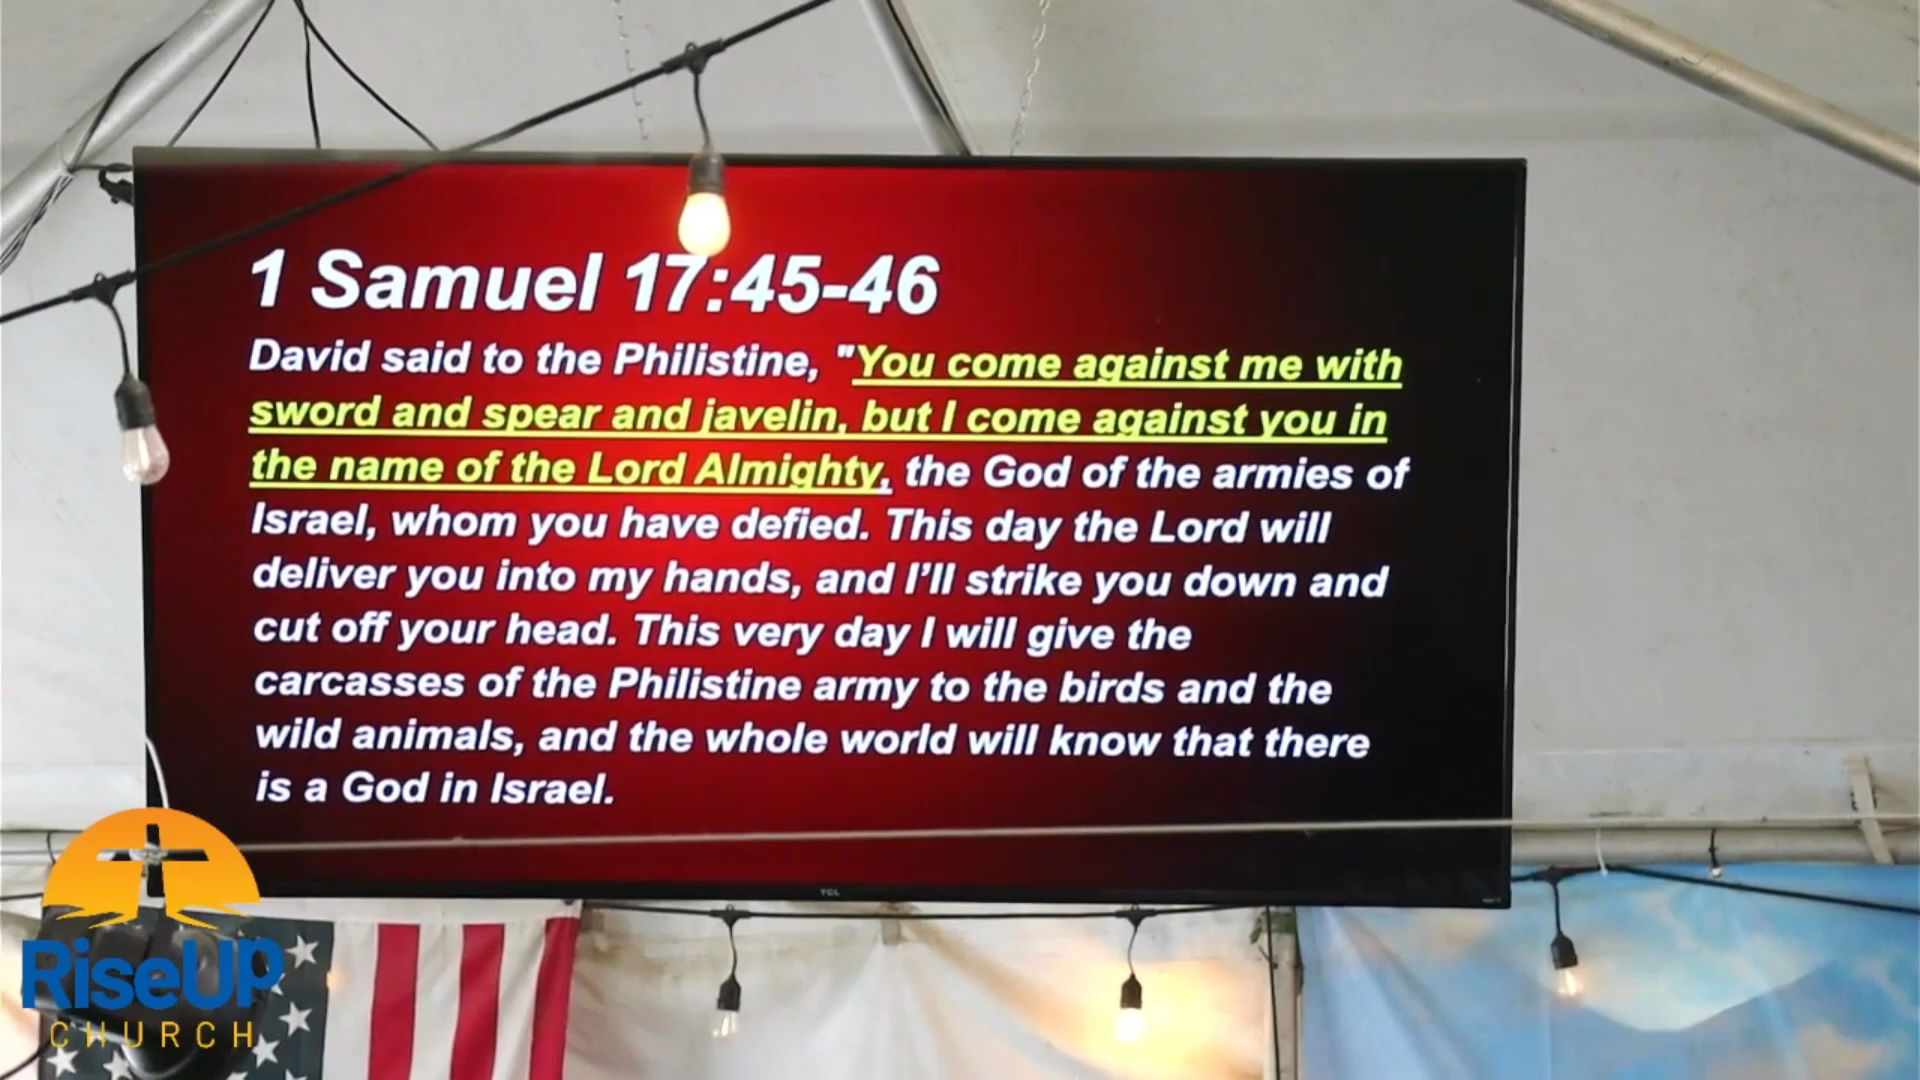 1 Samuel 17:45-46
David said to the Philistine, "You come against me with
sword and spear and javelin, but I come against you in
the name of the Lord Almighty, the God of the armies of
Israel, whom you have defied. This day the Lord will
deliver you into my hands, and I’ll strike you down and
cut off your head. This very day I will give the
carcasses of the Philistine army to the birds and the
wild animals, and the whole world will know that there
is a God in Israel.
TCL
RiseUP
CHURCH